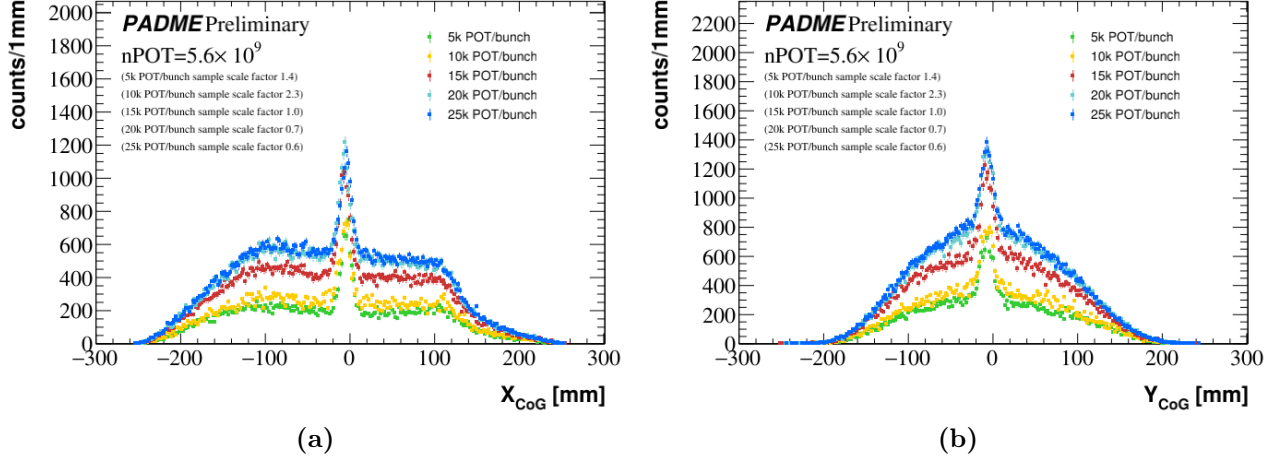 PADME Preliminary
nPOT=5.6× 10^9
(5k POT/bunch sample scale factor 1.4)
(10k POT/bunch sample scale factor 2.3)
(15k POT/bunch sample scale factor 1.0)
(20k POT/bunch sample scale factor 0.7)
(25k POT/bunch sample scale factor 0.6)
5k POT/bunch
10k POT/bunch
15k POT/bunch
20k POT/bunch
25k POT/bunch
counts/1mm
2000
1800
1600
1400
1200
1000
800
600
400
200
0
−300 −200 −100 0 100 200 300
X_CoG [mm]
(a)
PADME Preliminary
nPOT=5.6× 10^9
(5k POT/bunch sample scale factor 1.4)
(10k POT/bunch sample scale factor 2.3)
(15k POT/bunch sample scale factor 1.0)
(20k POT/bunch sample scale factor 0.7)
(25k POT/bunch sample scale factor 0.6)
5k POT/bunch
10k POT/bunch
15k POT/bunch
20k POT/bunch
25k POT/bunch
counts/1mm
2200
2000
1800
1600
1400
1200
1000
800
600
400
200
0
−300 −200 −100 0 100 200 300
Y_CoG [mm]
(b)